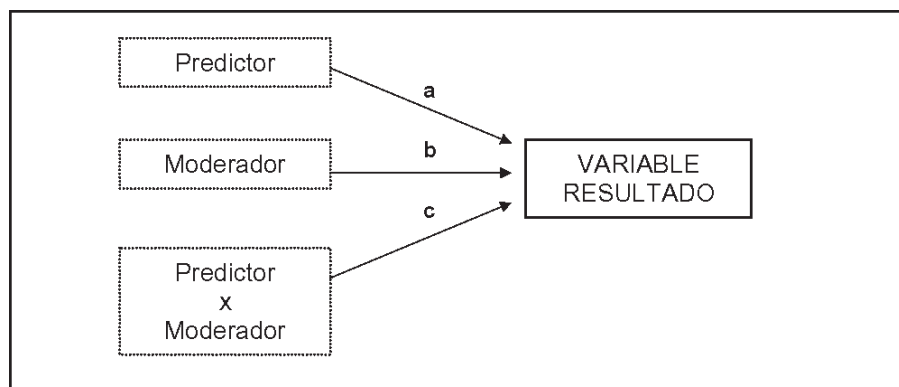 Predictor
a
Moderador
b
VARIABLE
RESULTADO
c
Predictor
x
Moderador